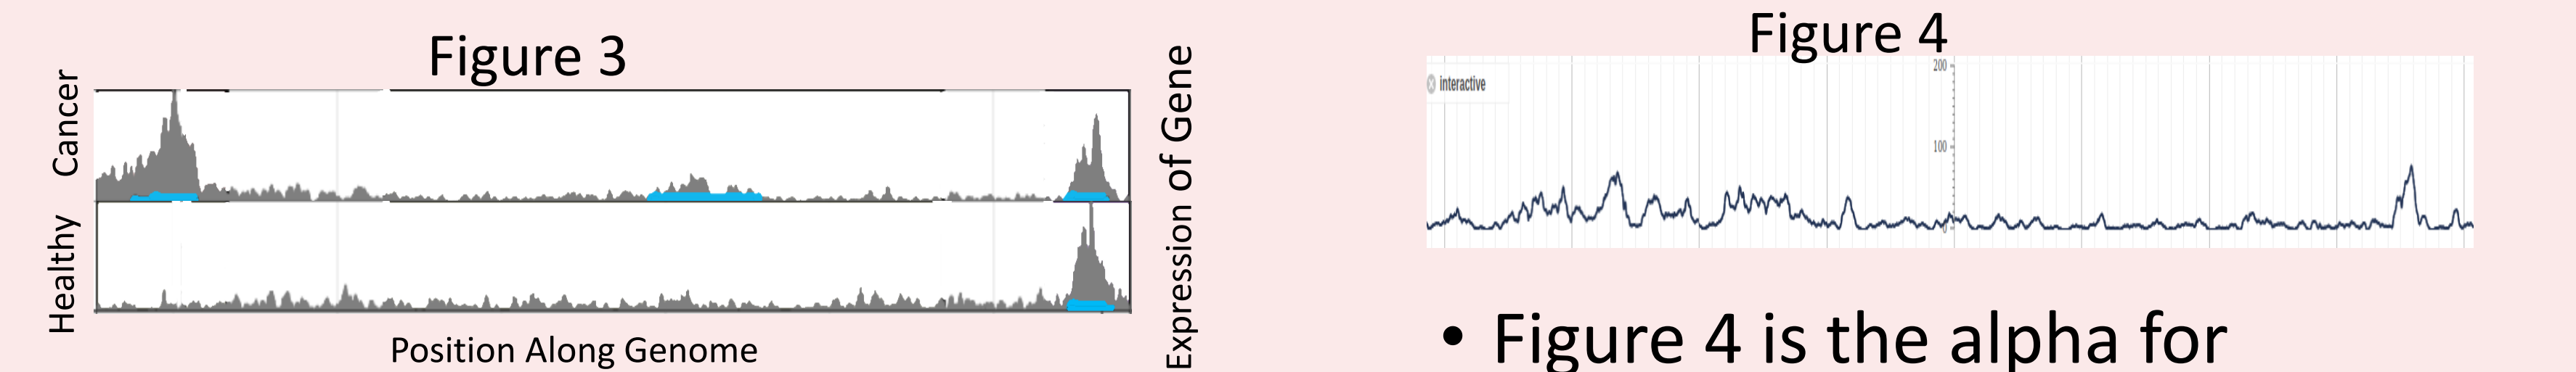 Figure 3
Cancer
Healthy
Position Along Genome
Expression of Gene
Figure 4
interactive
200
100
0
• Figure 4 is the alpha for